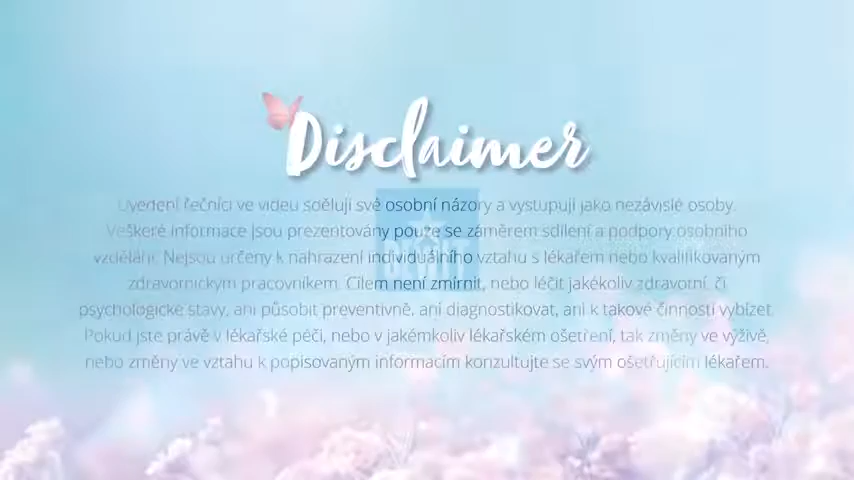 Disclaimer
Uvedení řečníci ve videu sdělují své osobní názory a vystupují jako nezávislé osoby.
Veškeré informace jsou prezentovány pouze se záměrem sdílení a podpory osobního
vzdělání. Nejsou určeny k nahrazení individuálního vztahu s lékařem nebo kvalifikovaným
zdravotnickým pracovníkem. Cílem není zmírnit, nebo léčit jakékoliv zdravotní, či
psychologické stavy, ani působit preventivně, ani diagnostikovat, ani k takové činnosti vybízet.
Pokud jste právě v lékařské péči, nebo v jakémkoliv lékařském ošetření, tak změny ve výživě,
nebo změny ve vztahu k popisovaným informacím konzultujte se svým ošetřujícím lékařem.